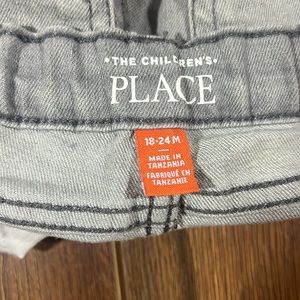 • THE CHILDREN'S •
PLACE
18-24 M
MADE IN
TANZANIA
FABRIQUÉ EN
TANZANIE